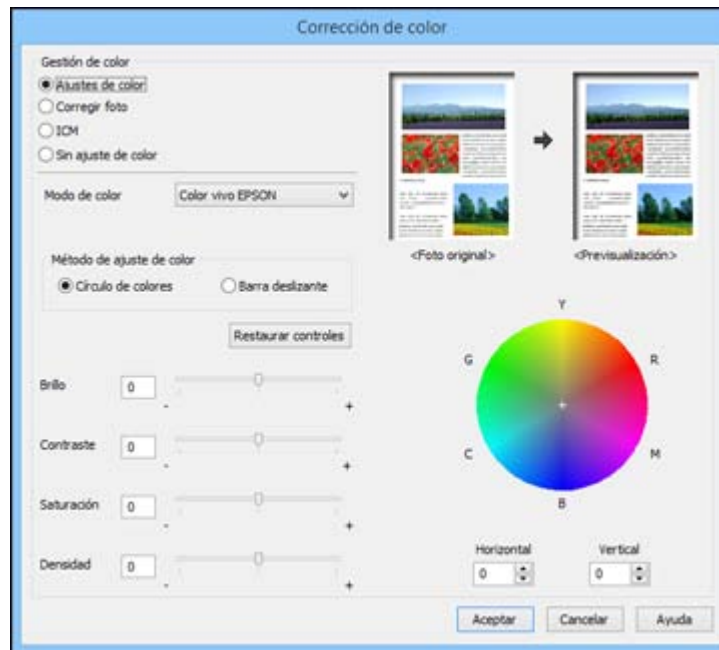 Corrección de color
Gestión de color
Ajustes de color
Corregir foto
ICM
Sin ajuste de color
Modo de color
Color vivo EPSON
Método de ajuste de color
Círculo de colores
Barra deslizante
Restaurar controles
Brillo
0
-
+
Contraste
0
-
+
Saturación
0
-
+
Densidad
0
-
+
<Foto original>
<Previsualización>
Y
G
R
C
M
B
Horizontal
Vertical
0
0
Aceptar
Cancelar
Ayuda